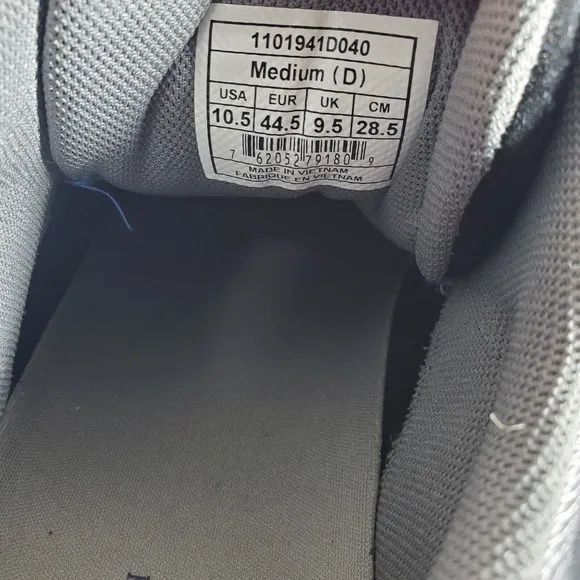 1101941D040
Medium (D)
USA EUR UK CM
10.5 44.5 9.5 28.5
7 62052 79180 9
MADE IN VIETNAM
FABRIQUE EN VIETNAM